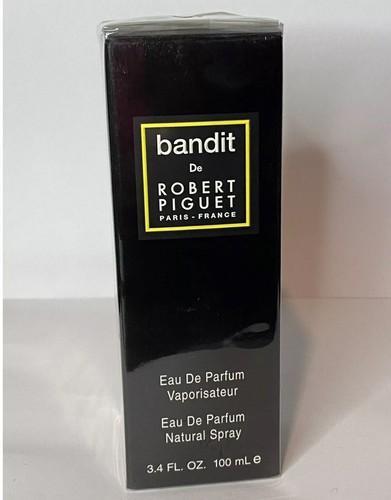 bandit
De
ROBERT
PIGUET
PARIS - FRANCE
Eau De Parfum
Vaporisateur
Eau De Parfum
Natural Spray
3.4 FL. OZ. 100 mL ℮